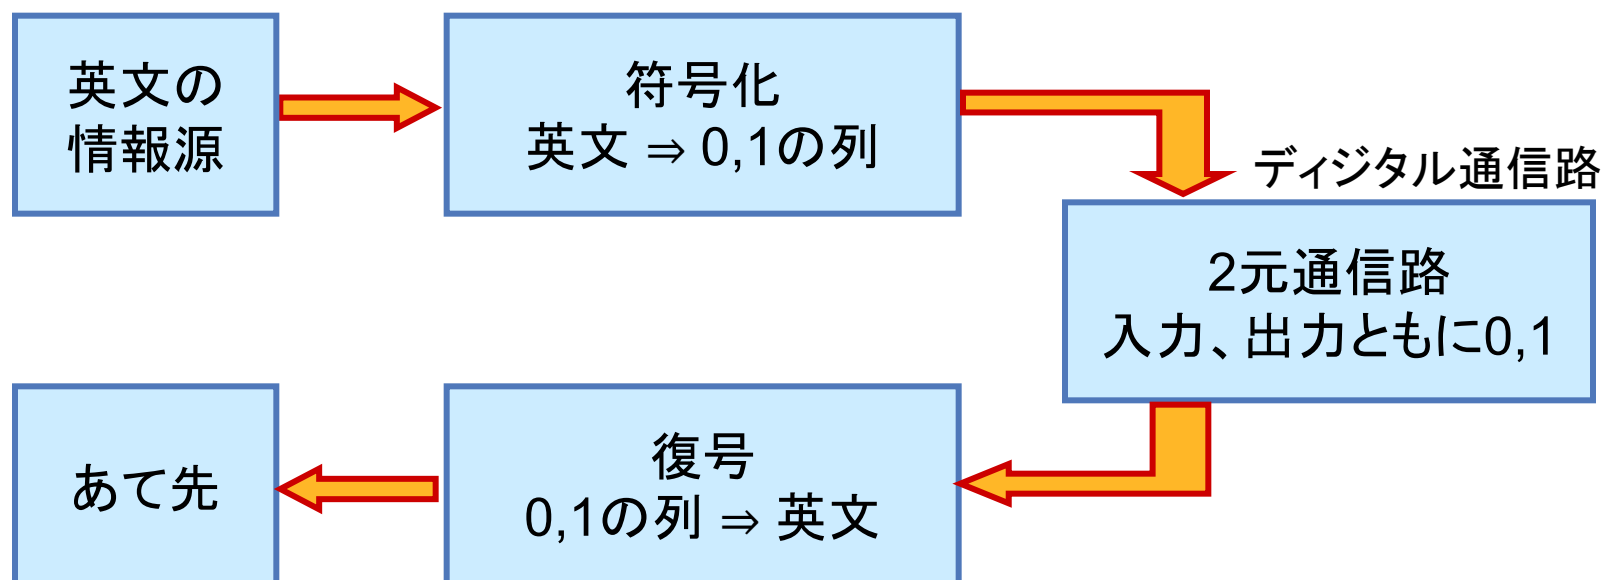 英文の
情報源
符号化
英文 ⇒ 0,1の列
ディジタル通信路
2元通信路
入力、出力ともに0,1
復号
0,1の列 ⇒ 英文
あて先